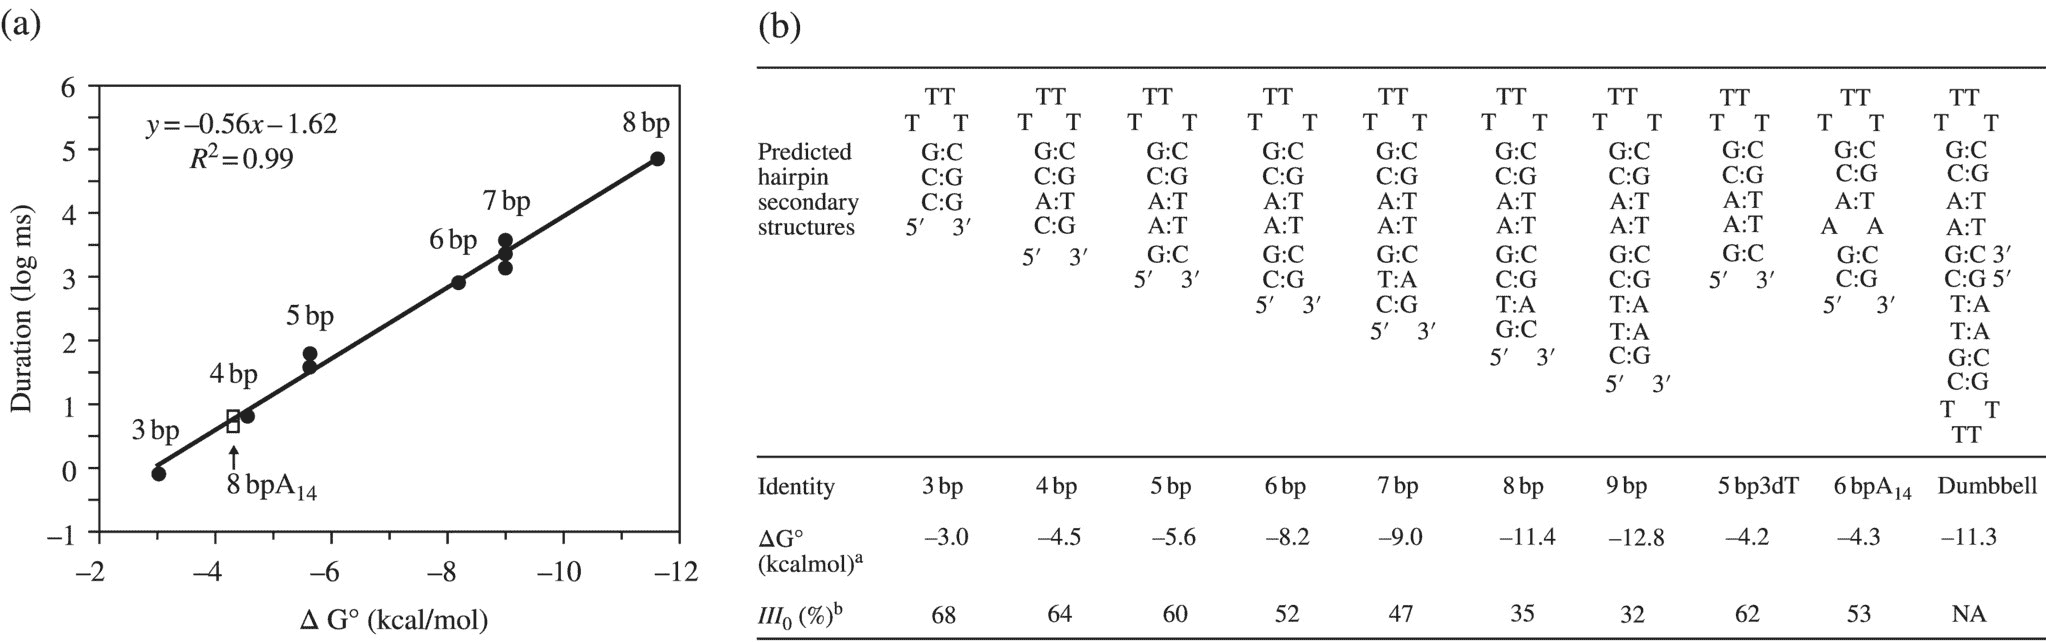 (a)
6
5
4
3
2
1
0
–1
–2
–4
–6
–8
–10
–12
Duration (log ms)
Δ G° (kcal/mol)
y=–0.56x–1.62
R²=0.99
8 bp
7 bp
6 bp
5 bp
4 bp
3 bp
8 bpA₁₄
(b)
TT TT TT TT TT TT TT TT TT TT
T T T T T T T T T T T T T T T T T T T T
Predicted G:C G:C G:C G:C G:C G:C G:C G:C G:C G:C
hairpin C:G C:G C:G C:G C:G C:G C:G C:G C:G C:G
secondary C:G A:T A:T A:T A:T A:T A:T A:T A:T A:T
structures 5′ 3′ C:G A:T A:T A:T A:T A:T A:T A A A:T
5′ 3′ G:C G:C G:C G:C G:C G:C G:C G:C 3′
5′ 3′ C:G T:A C:G C:G 5′ 3′ C:G C:G 5′
5′ 3′ C:G T:A T:A 5′ 3′ T:A
5′ 3′ G:C T:A T:A
5′ 3′ C:G G:C
5′ 3′ C:G
T T
TT
Identity 3 bp 4 bp 5 bp 6 bp 7 bp 8 bp 9 bp 5 bp3dT 6 bpA₁₄ Dumbbell
ΔG° –3.0 –4.5 –5.6 –8.2 –9.0 –11.4 –12.8 –4.2 –4.3 –11.3
(kcalmol)ᵃ
III₀ (%)ᵇ 68 64 60 52 47 35 32 62 53 NA